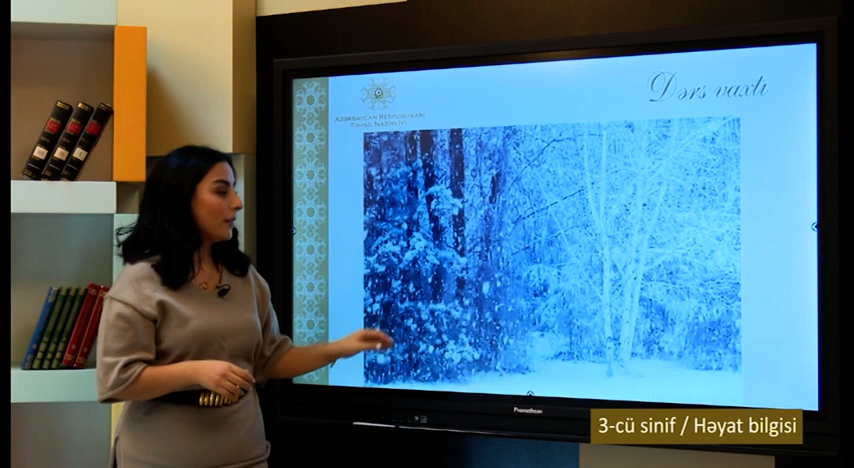 Dərs vaxtı
AZƏRBAYCAN RESPUBLİKASI
TƏHSİL NAZİRLİYİ
Promethean
3-cü sinif / Həyat bilgisi